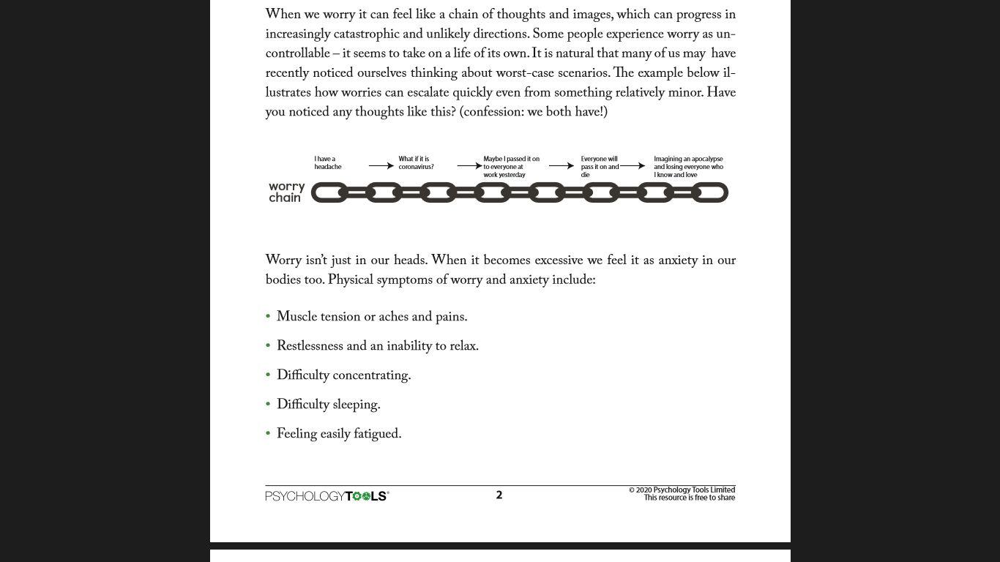 When we worry it can feel like a chain of thoughts and images, which can progress in
increasingly catastrophic and unlikely directions. Some people experience worry as un-
controllable – it seems to take on a life of its own. It is natural that many of us may have
recently noticed ourselves thinking about worst-case scenarios. The example below il-
lustrates how worries can escalate quickly even from something relatively minor. Have
you noticed any thoughts like this? (confession: we both have!)
I have a
headache
What if it is
coronavirus?
Maybe I passed it on
to everyone at
work yesterday
Everyone will
pass it on and
die
Imagining an apocalypse
and losing everyone who
I know and love
worry
chain
Worry isn’t just in our heads. When it becomes excessive we feel it as anxiety in our
bodies too. Physical symptoms of worry and anxiety include:
• Muscle tension or aches and pains.
• Restlessness and an inability to relax.
• Difficulty concentrating.
• Difficulty sleeping.
• Feeling easily fatigued.
PSYCHOLOGYTOOLS®
2
© 2020 Psychology Tools Limited
This resource is free to share